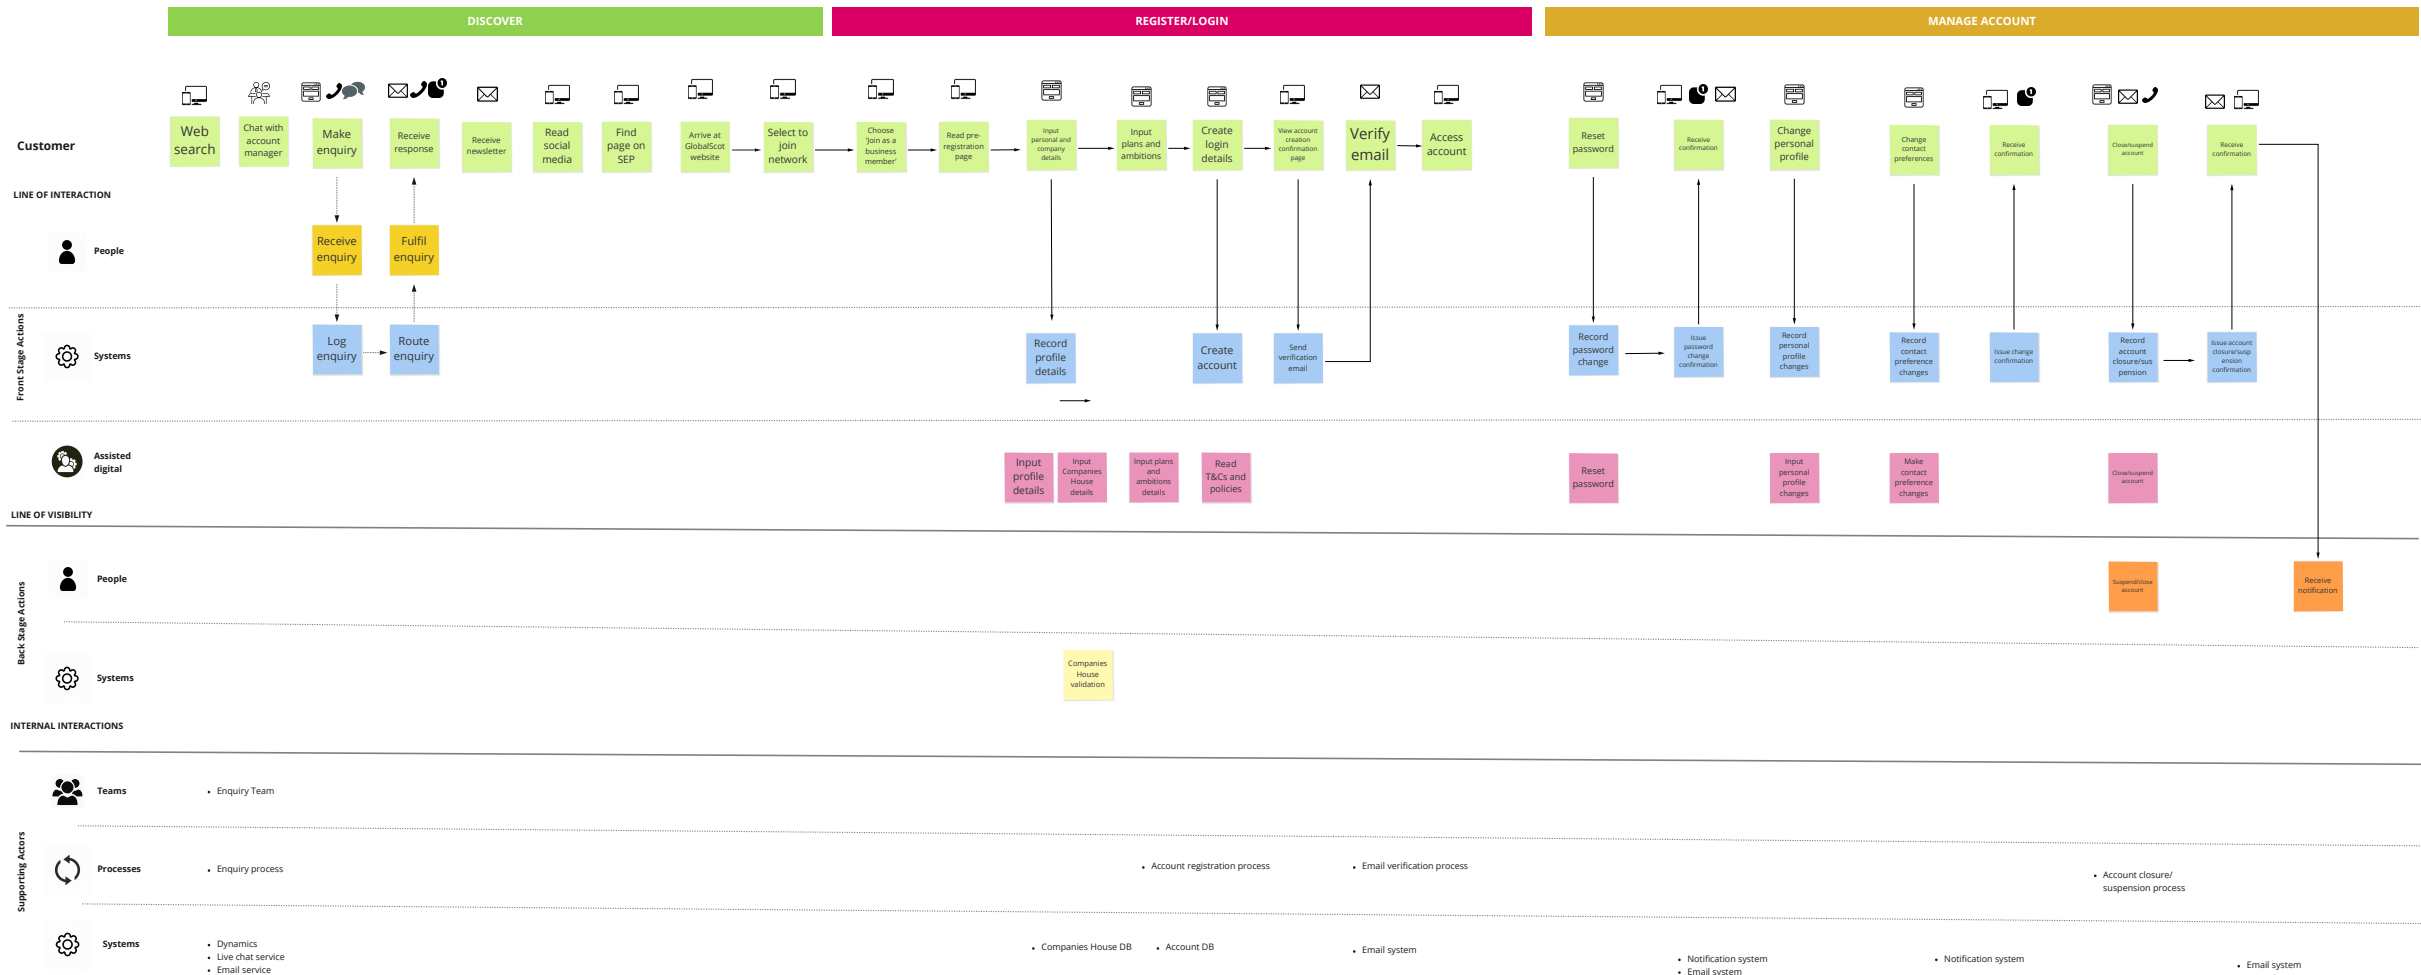 DISCOVER
REGISTER/LOGIN
MANAGE ACCOUNT
1
1
1
Customer
Web
search
Chat with
account
manager
Make
enquiry
Receive
response
Receive
newsletter
Read
social
media
Find
page on
SEP
Arrive at
GlobalScot
website
Select to
join
network
Choose
'Join as a
business
member'
Read pre-
registration
page
Input
personal and
company
details
Input
plans and
ambitions
Create
login
details
View account
creation
confirmation
page
Verify
email
Access
account
Reset
password
Receive
confirmation
Change
personal
profile
Change
contact
preferences
Receive
confirmation
Close/suspend
account
Receive
confirmation
LINE OF INTERACTION
People
Receive
enquiry
Fulfil
enquiry
Front Stage Actions
Systems
Log
enquiry
Route
enquiry
Record
profile
details
Create
account
Send
verification
email
Record
password
change
Issue
password
change
confirmation
Record
personal
profile
changes
Record
contact
preference
changes
Issue change
confirmation
Record
account
closure/sus
pension
Issue account
closure/susp
ension
confirmation
Assisted
digital
Input
profile
details
Input
Companies
House
details
Input plans
and
ambitions
details
Read
T&Cs and
policies
Reset
password
Input
personal
profile
changes
Make
contact
preference
changes
Close/suspend
account
LINE OF VISIBILITY
Back Stage Actions
People
Suspend/close
account
Receive
notification
Systems
Companies
House
validation
INTERNAL INTERACTIONS
Supporting Actors
Teams
• Enquiry Team
Processes
• Enquiry process
• Account registration process
• Email verification process
• Account closure/
suspension process
Systems
• Dynamics
• Live chat service
• Email service
• Companies House DB
• Account DB
• Email system
• Notification system
• Email system
• Notification system
• Email system